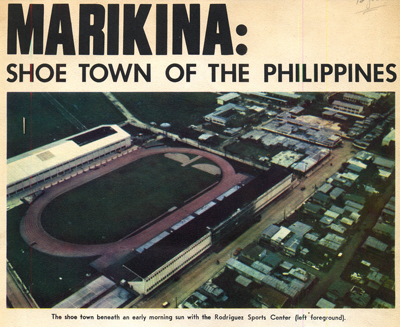 MARIKINA:
SHOE TOWN OF THE PHILIPPINES
The shoe town beneath an early morning sun with the Rodriguez Sports Center (left foreground).